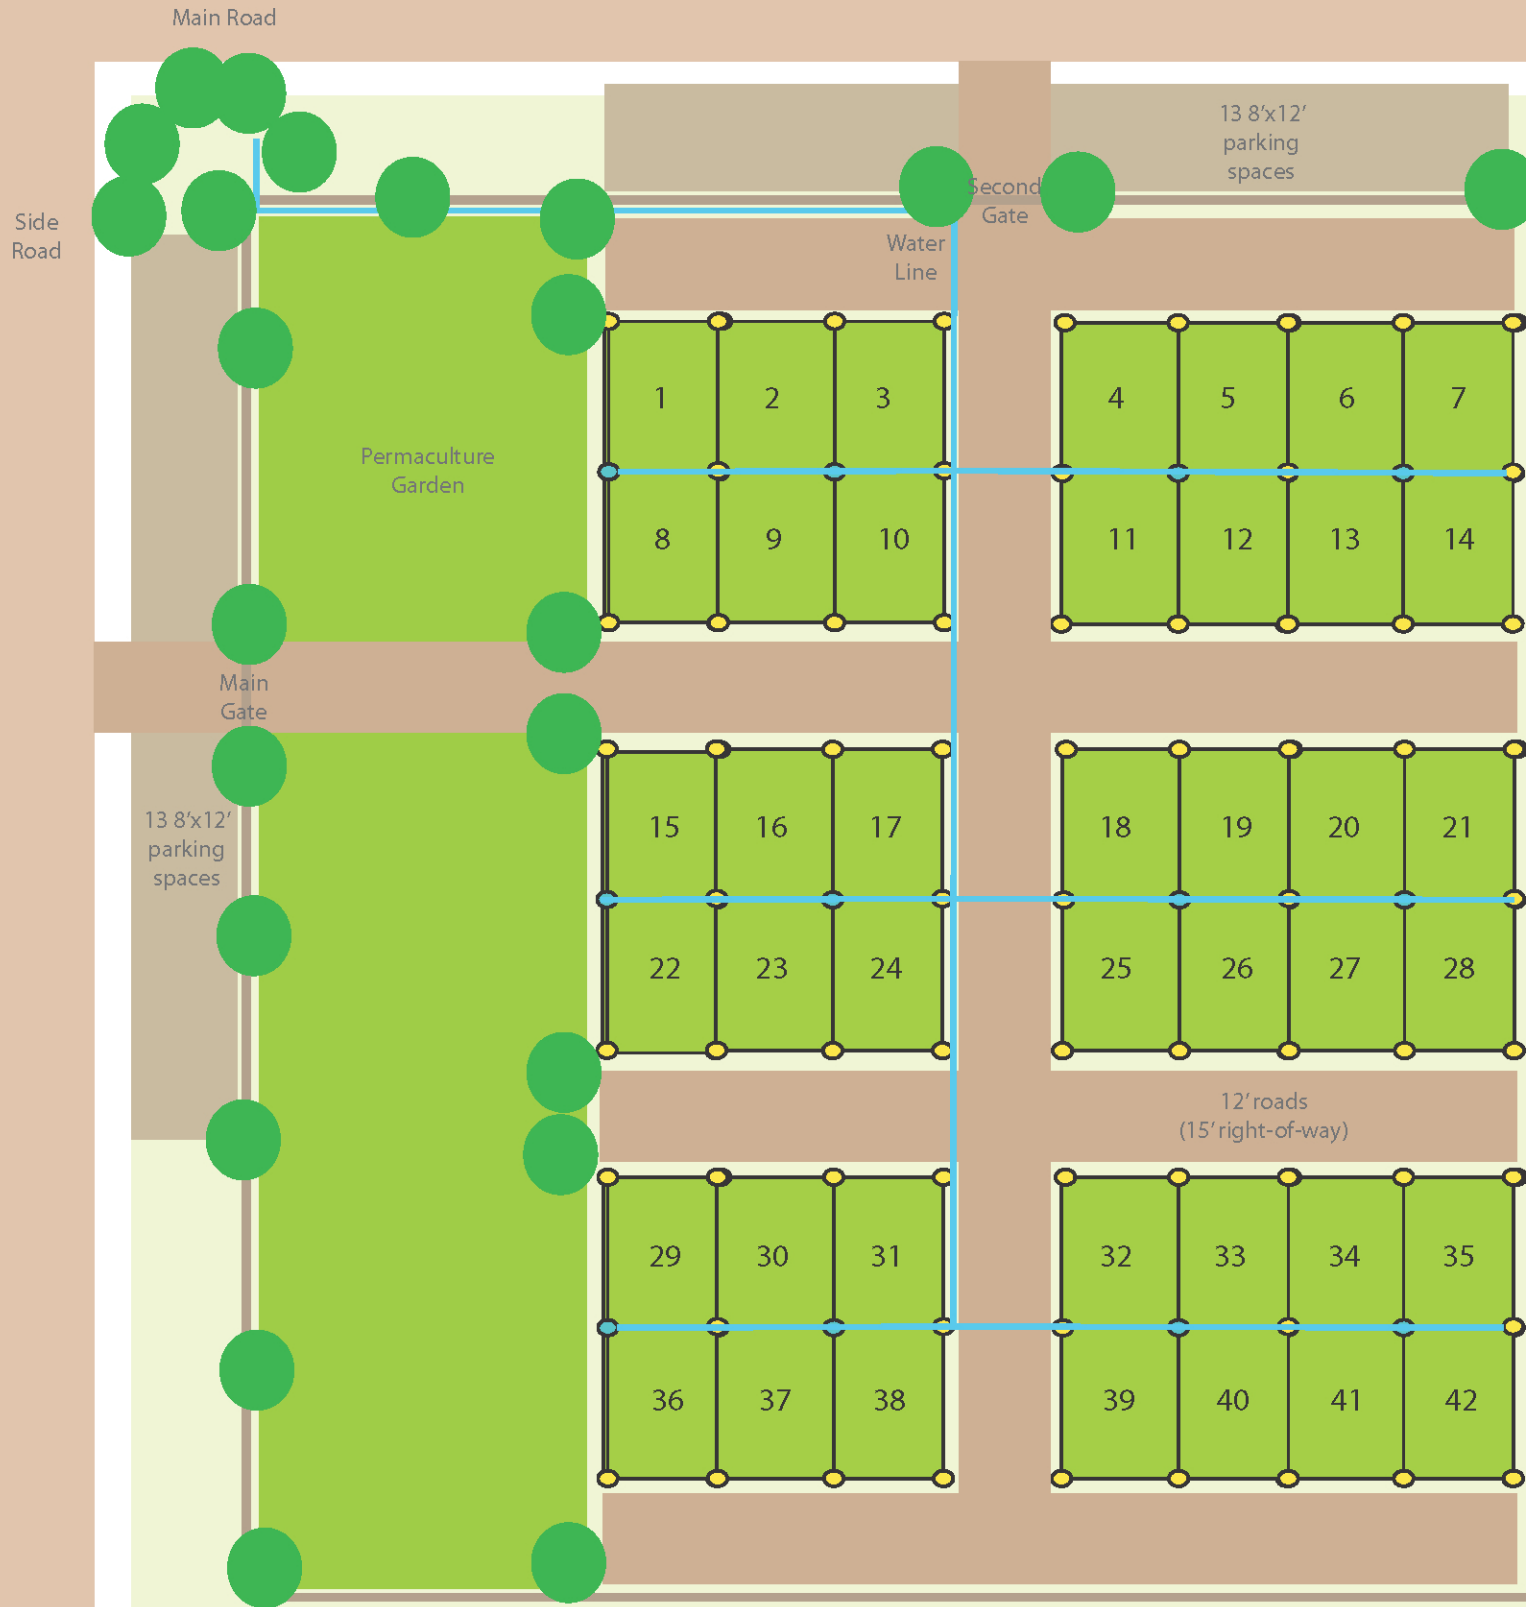 Main Road
13 8’x12’
parking
spaces
Second
Gate
Side
Road
Water
Line
1 2 3 4 5 6 7
Permaculture
Garden
8 9 10 11 12 13 14
Main
Gate
13 8’x12’
parking
spaces
15 16 17 18 19 20 21
22 23 24 25 26 27 28
12’ roads
(15’ right-of-way)
29 30 31 32 33 34 35
36 37 38 39 40 41 42